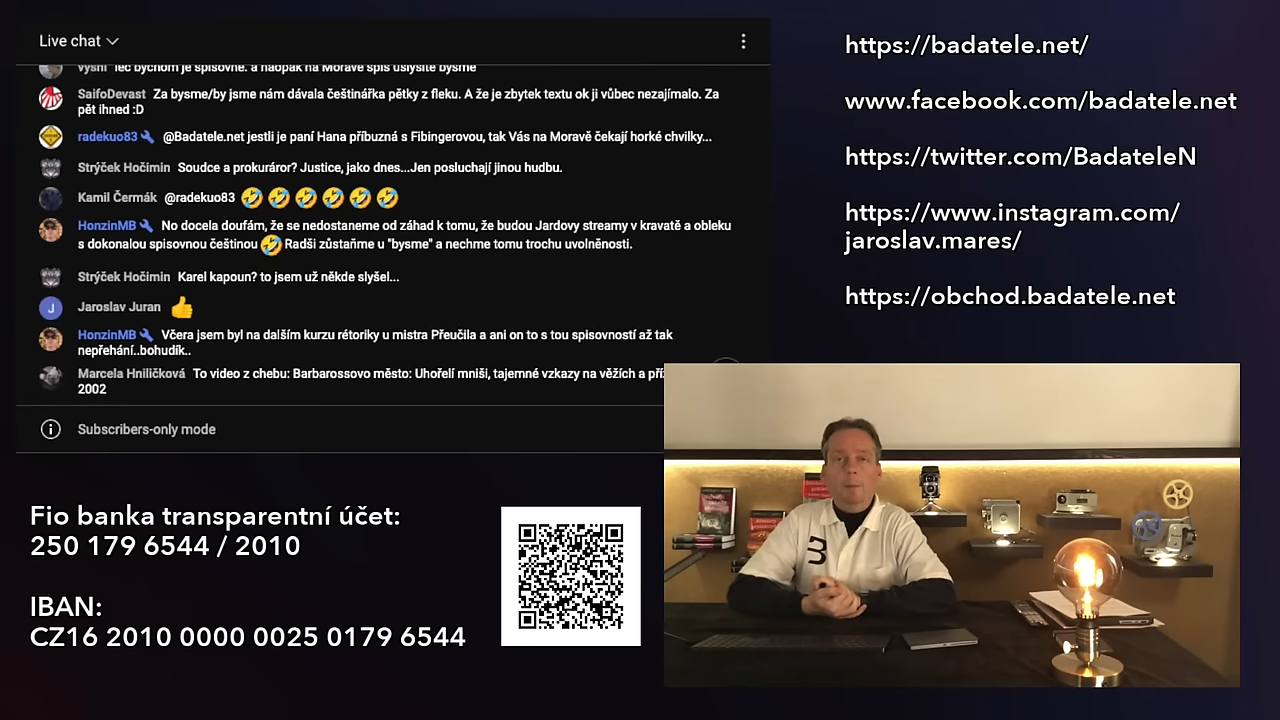 Live chat
vyšní lec bychom je spisovné. a naopak na Moravě spíš uslyšíte bysme
SaifoDevast Za bysme/by jsme nám dávala češtinářka pětky z fleku. A že je zbytek textu ok ji vůbec nezajímalo. Za
pět ihned :D
radekuo83 @Badatele.net jestli je paní Hana příbuzná s Fibingerovou, tak Vás na Moravě čekají horké chvilky...
Strýček Hočimin Soudce a prokuráror? Justice, jako dnes...Jen posluchají jinou hudbu.
Kamil Čermák @radekuo83 🤣🤣🤣🤣🤣🤣
HonzinMB No docela doufám, že se nedostaneme od záhad k tomu, že budou Jardovy streamy v kravatě a obleku
s dokonalou spisovnou češtinou 🤣 Radši zůstaňme u "bysme" a nechme tomu trochu uvolněnosti.
Strýček Hočimin Karel kapoun? to jsem už někde slyšel...
J Jaroslav Juran 👍
HonzinMB Včera jsem byl na dalším kurzu rétoriky u mistra Přeučila a ani on to s tou spisovností až tak
nepřehání..bohudík..
Marcela Hniličková To video z chebu: Barbarossovo město: Uhořelí mniši, tajemné vzkazy na věžích a
2002
Subscribers-only mode
https://badatele.net/
www.facebook.com/badatele.net
https://twitter.com/BadateleN
https://www.instagram.com/
jaroslav.mares/
https://obchod.badatele.net
Fio banka transparentní účet:
250 179 6544 / 2010
IBAN:
CZ16 2010 0000 0025 0179 6544